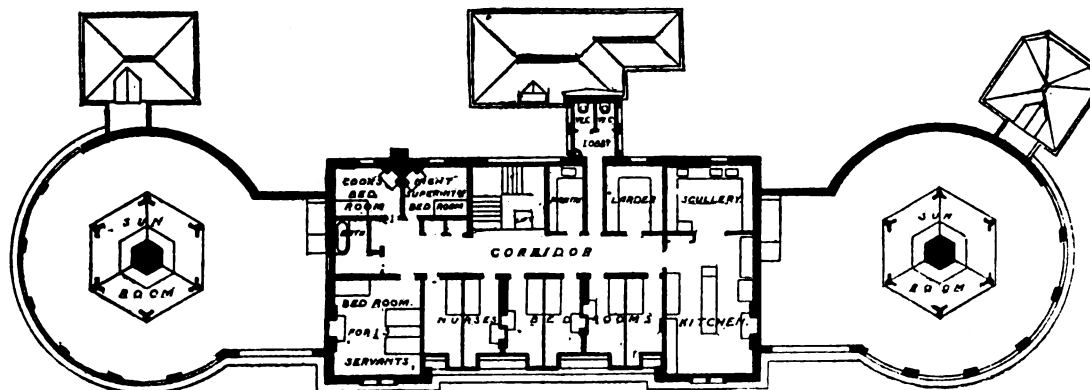 W.C. W.C.
LOBBY
COOK'S
BED
ROOM
NIGHT
BED ROOM
LARDER
SCULLERY
BATH
CORRIDOR
SUN
ROOM
SUN
ROOM
BED ROOM.
FOR
SERVANTS
NURSES BED ROOMS
KITCHEN.